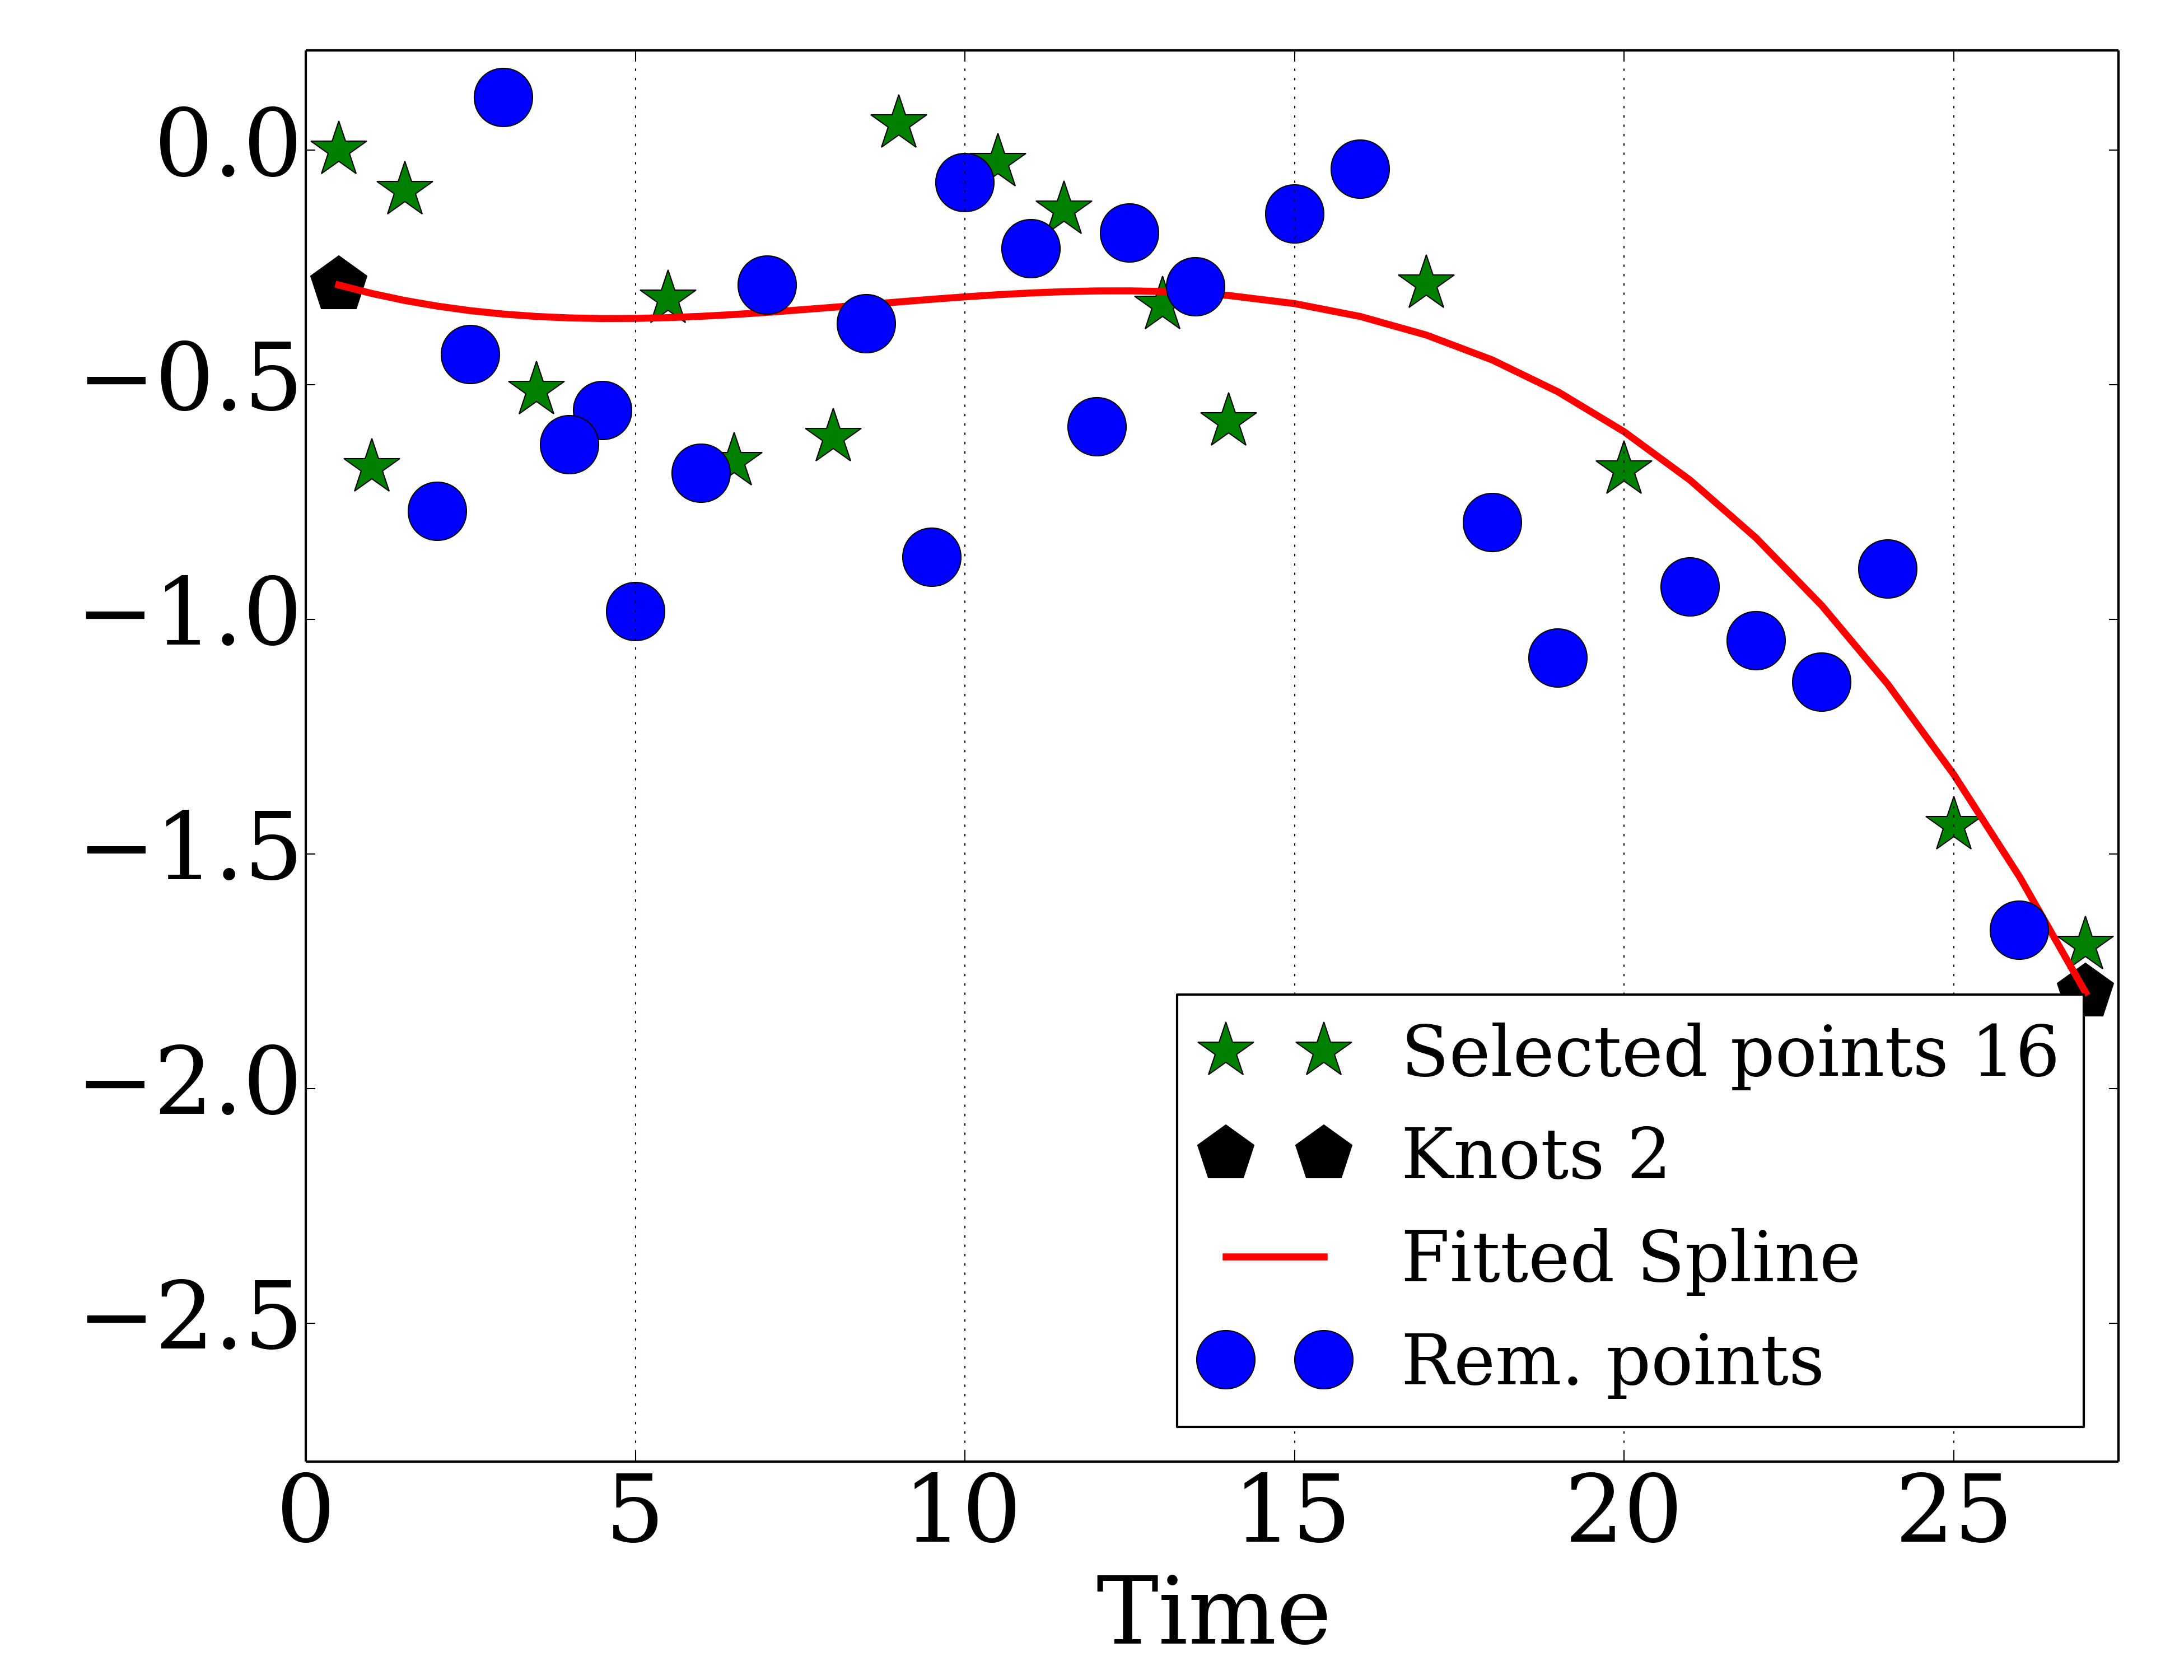 0.0
−0.5
−1.0
−1.5
−2.0
−2.5
Selected points 16
Knots 2
Fitted Spline
Rem. points
0 5 10 15 20 25
Time